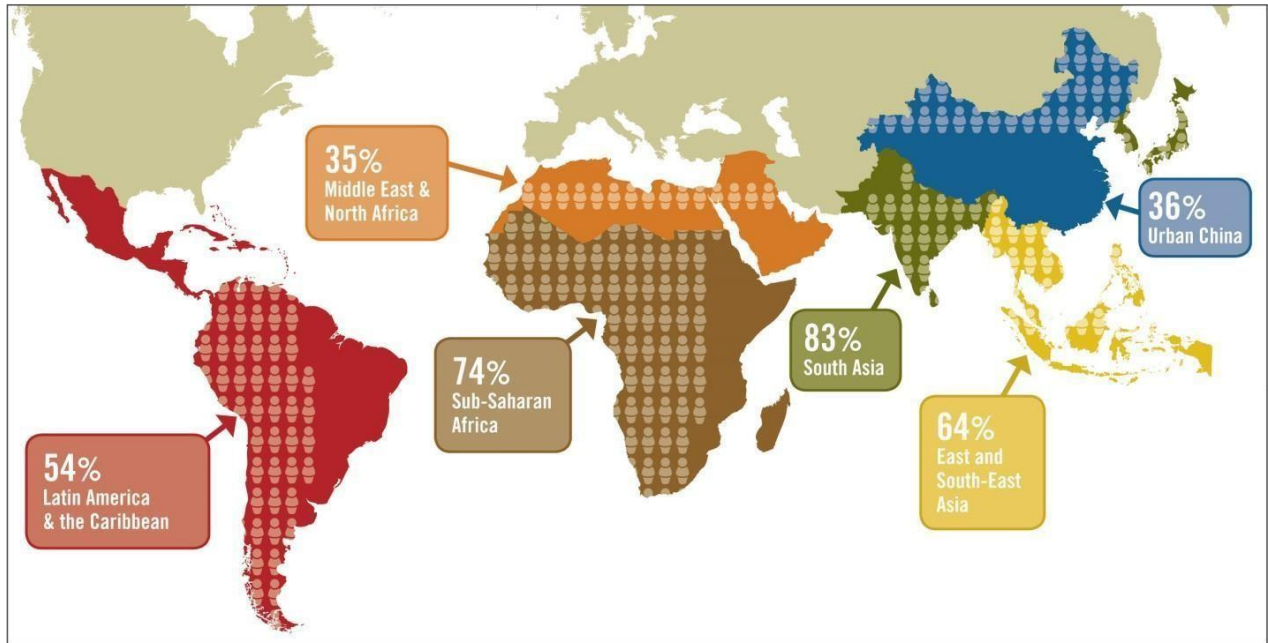 35%
Middle East &
North Africa
36%
Urban China
83%
South Asia
74%
Sub-Saharan
Africa
64%
East and
South-East
Asia
54%
Latin America
& the Caribbean